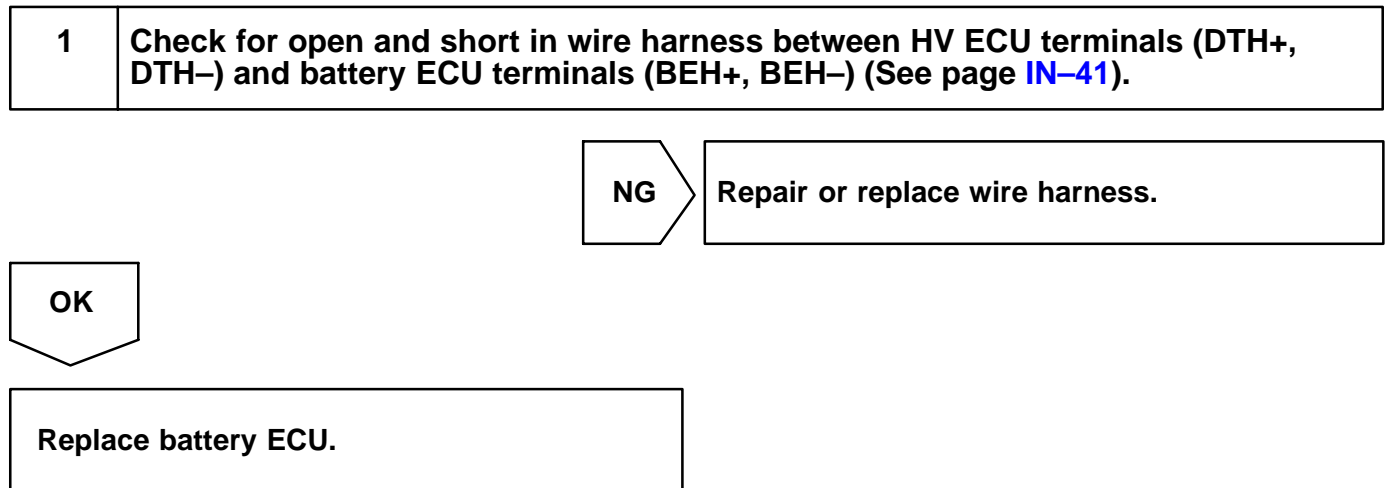 1
Check for open and short in wire harness between HV ECU terminals (DTH+,
DTH–) and battery ECU terminals (BEH+, BEH–) (See page IN–41).
NG
Repair or replace wire harness.
OK
Replace battery ECU.